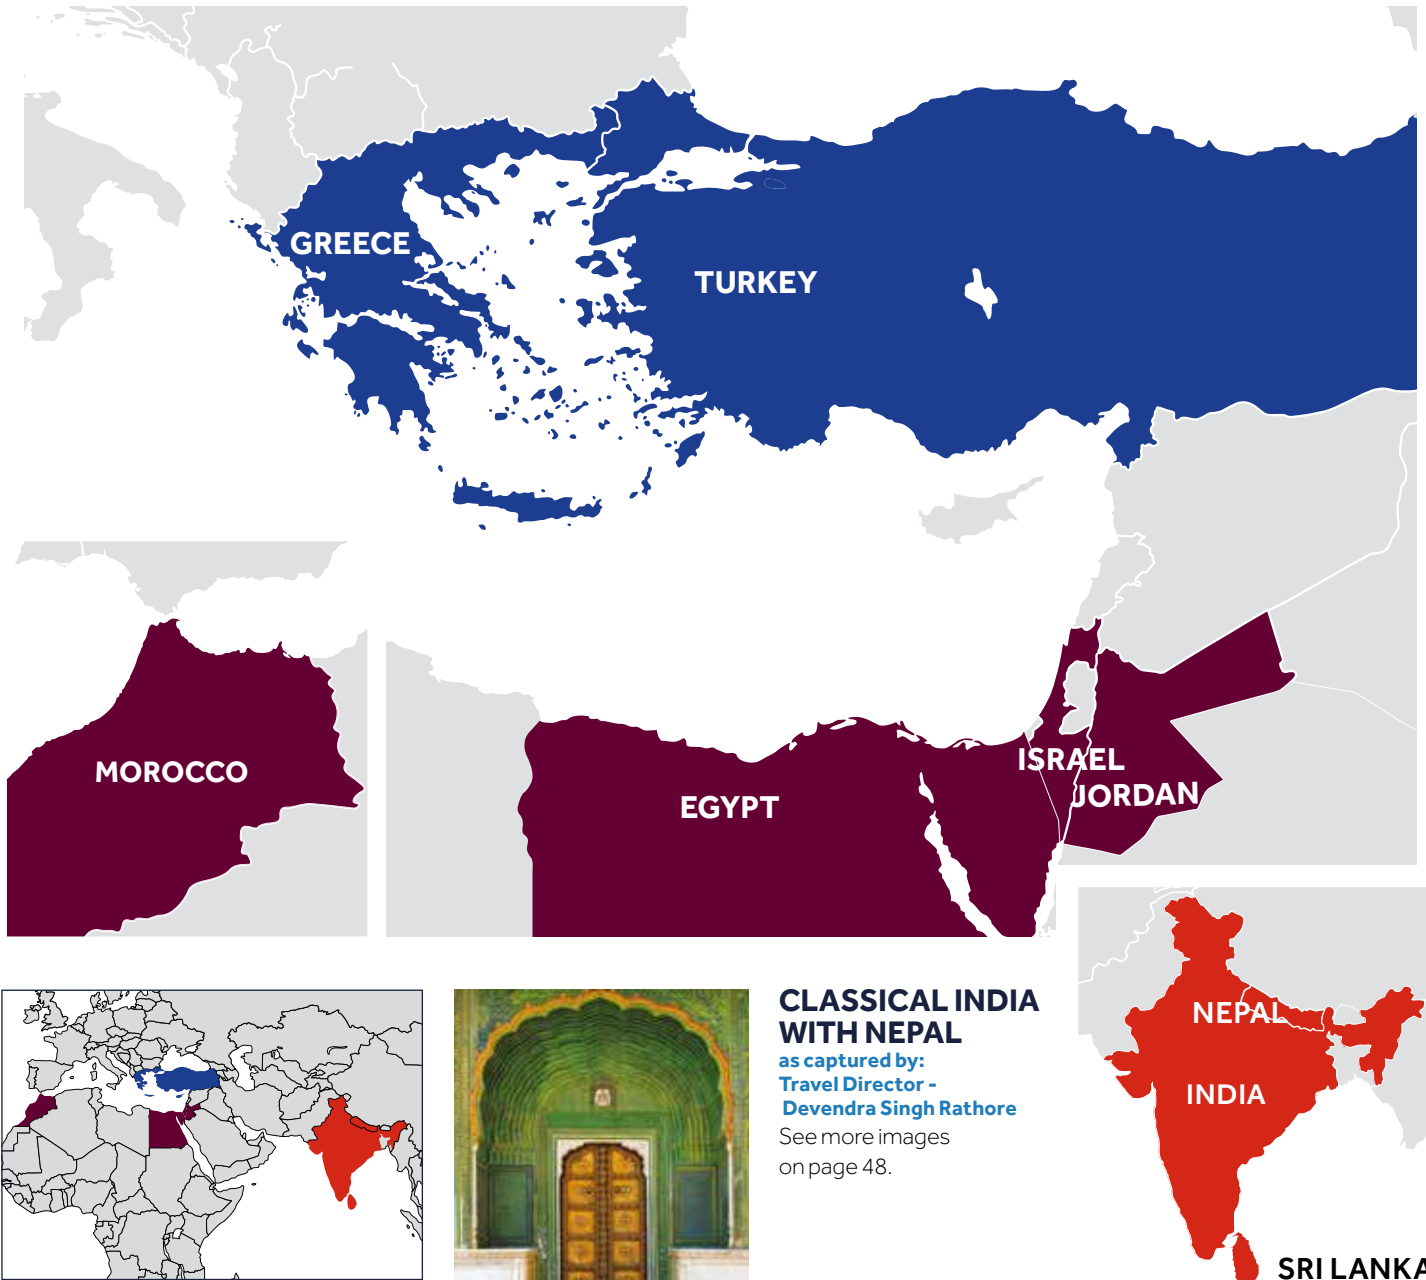 GREECE
TURKEY
MOROCCO
EGYPT
ISRAEL
JORDAN
CLASSICAL INDIA
WITH NEPAL
as captured by:
Travel Director -
Devendra Singh Rathore
See more images
on page 48.
NEPAL
INDIA
SRI LANKA